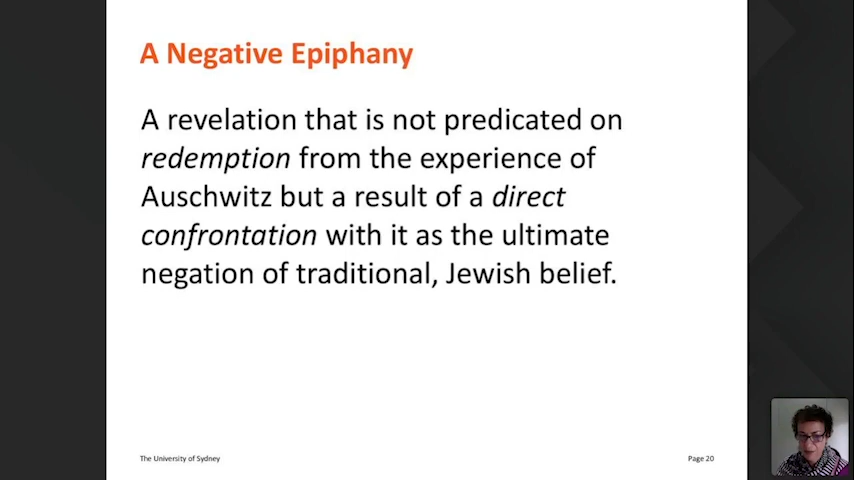 A Negative Epiphany
A revelation that is not predicated on
redemption from the experience of
Auschwitz but a result of a direct
confrontation with it as the ultimate
negation of traditional, Jewish belief.
The University of Sydney
Page 20